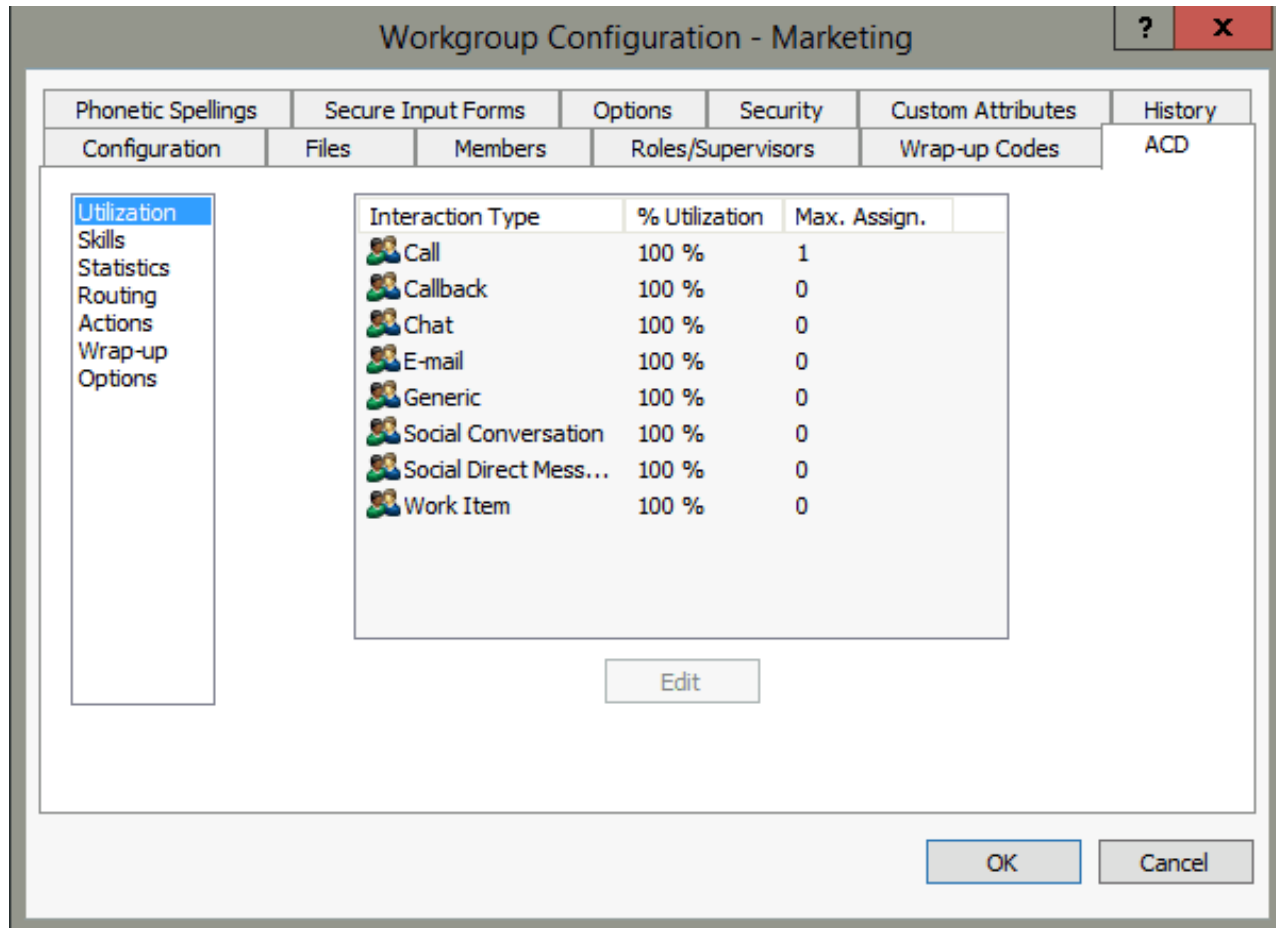 Workgroup Configuration - Marketing ? X
Phonetic Spellings Secure Input Forms Options Security Custom Attributes History
Configuration Files Members Roles/Supervisors Wrap-up Codes ACD
Utilization
Skills
Statistics
Routing
Actions
Wrap-up
Options
Interaction Type % Utilization Max. Assign.
Call 100 % 1
Callback 100 % 0
Chat 100 % 0
E-mail 100 % 0
Generic 100 % 0
Social Conversation 100 % 0
Social Direct Mess... 100 % 0
Work Item 100 % 0
Edit
OK Cancel